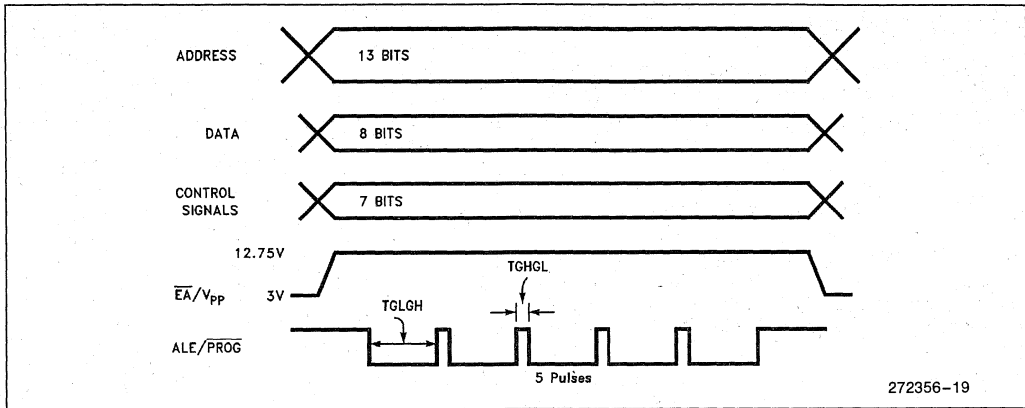 ADDRESS
13 BITS
DATA
8 BITS
CONTROL
SIGNALS
7 BITS
12.75V
TGHGL
EA/VPP
3V
TGLGH
ALE/PROG
5 Pulses
272356-19